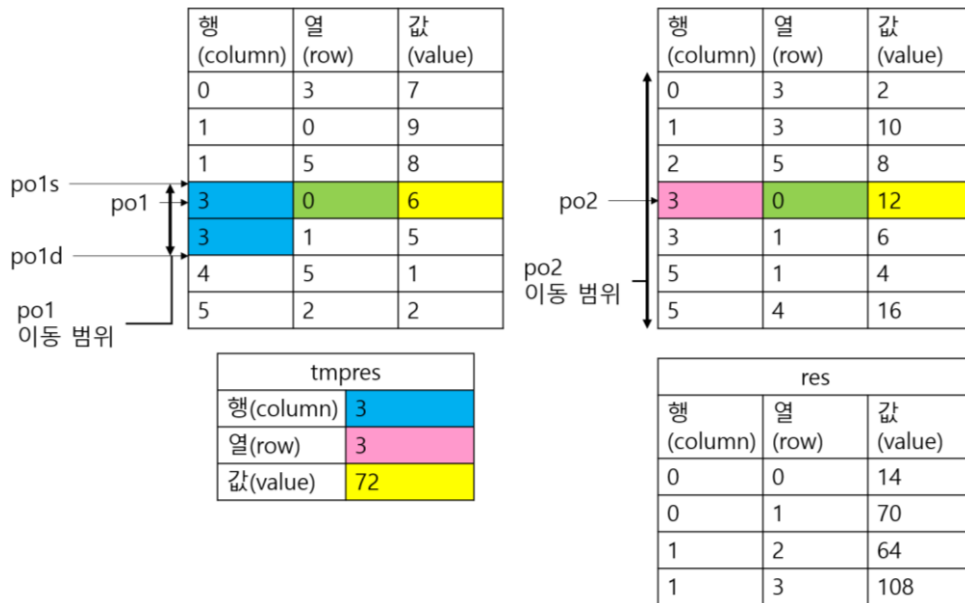 행 열 값
(column) (row) (value)
0 3 7
1 0 9
1 5 8
3 0 6
3 1 5
4 5 1
5 2 2
po1s
po1
po1d
po1
이동 범위
행 열 값
(column) (row) (value)
0 3 2
1 3 10
2 5 8
3 0 12
3 1 6
5 1 4
5 4 16
po2
po2
이동 범위
tmpres
행(column) 3
열(row) 3
값(value) 72
res
행 열 값
(column) (row) (value)
0 0 14
0 1 70
1 2 64
1 3 108